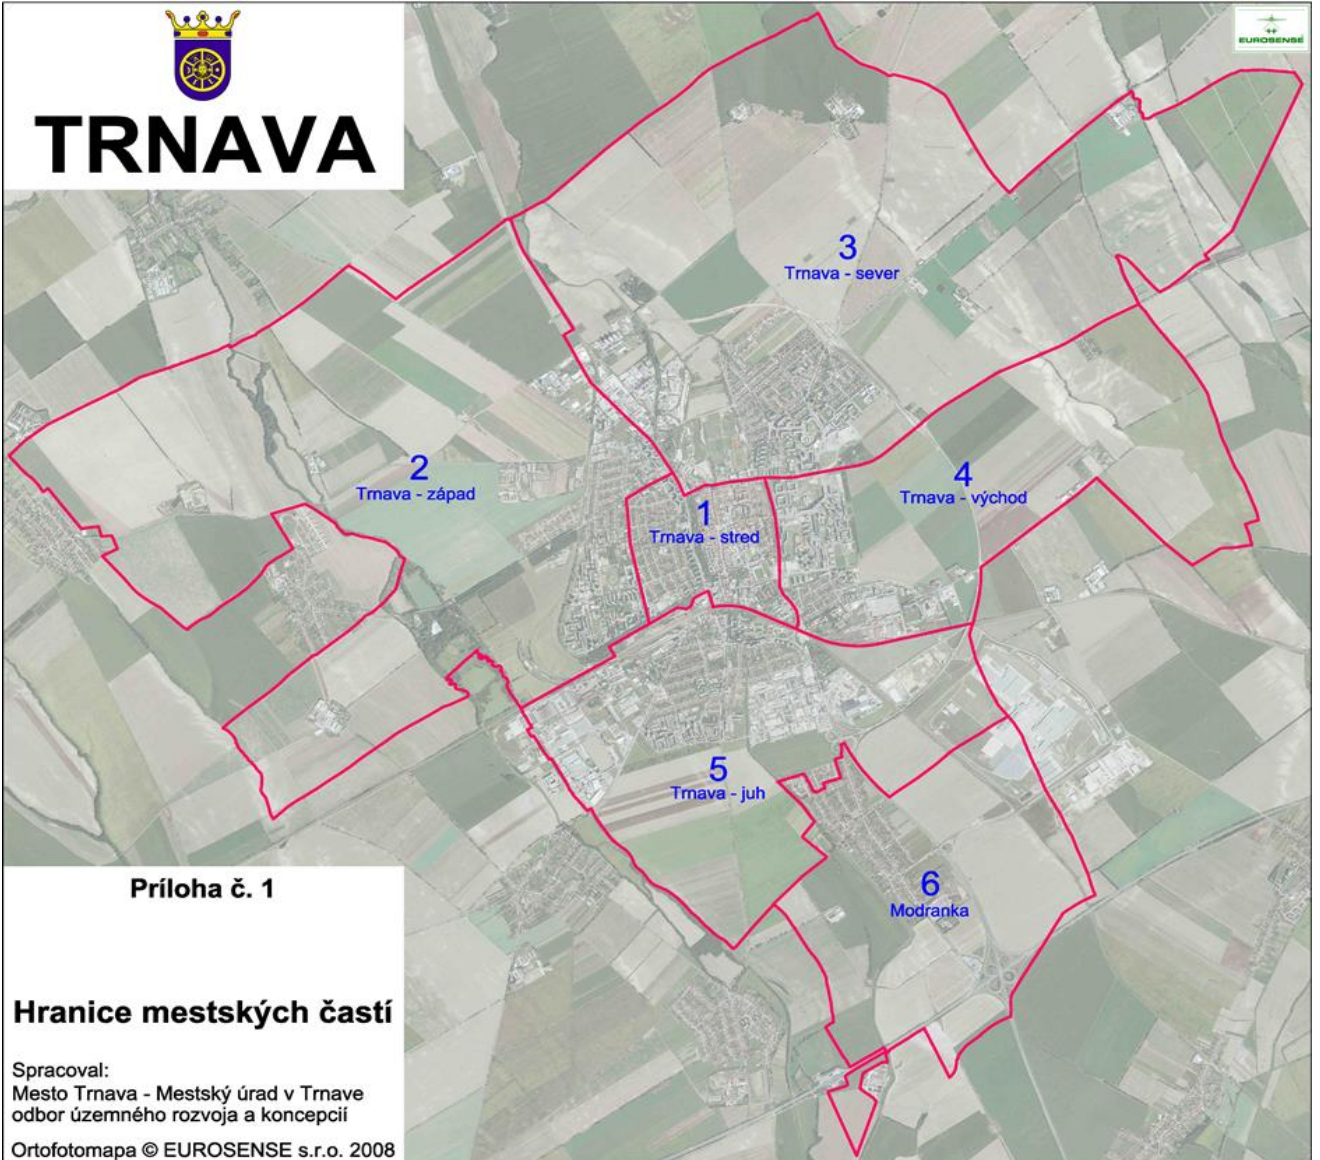 TRNAVA
EUROSENSE
3
Trnava - sever
2
Trnava - západ
4
Trnava - východ
1
Trnava - stred
5
Trnava - juh
6
Modranka
Príloha č. 1
Hranice mestských častí
Spracoval:
Mesto Trnava - Mestský úrad v Trnave
odbor územného rozvoja a koncepcií
Ortofotomapa © EUROSENSE s.r.o. 2008